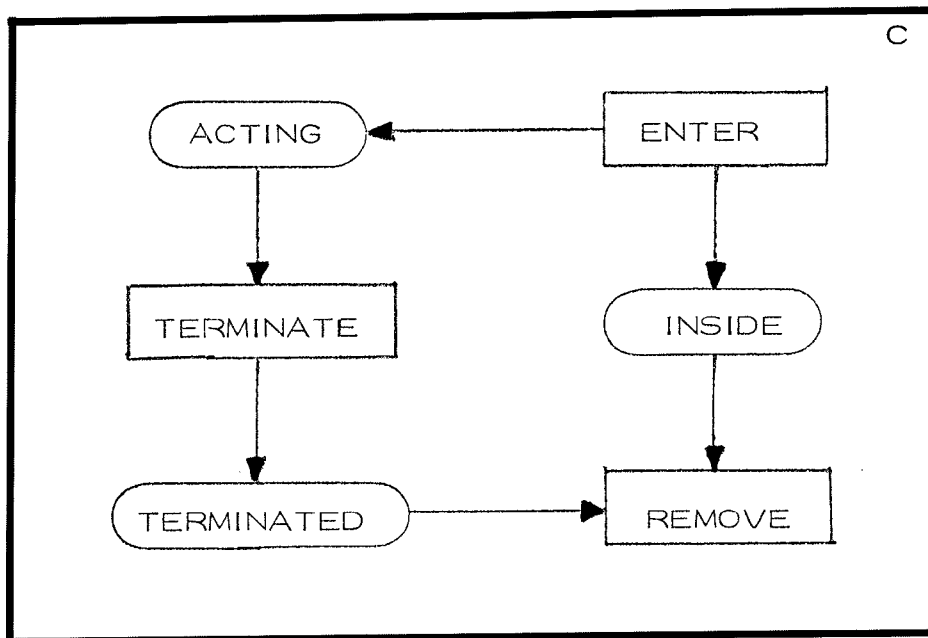 C
ACTING
ENTER
TERMINATE
INSIDE
TERMINATED
REMOVE